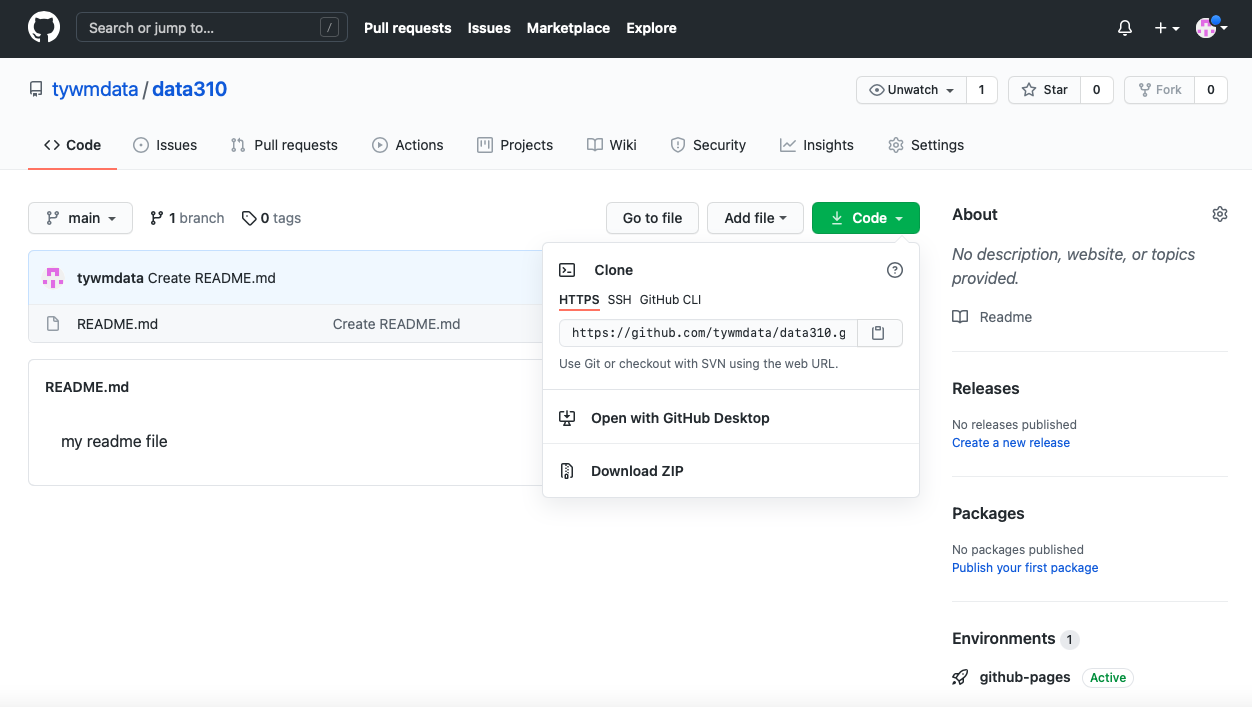 Search or jump to... /
Pull requests Issues Marketplace Explore
tywmdata / data310
Unwatch 1 Star 0 Fork 0
Code Issues Pull requests Actions Projects Wiki Security Insights Settings
main 1 branch 0 tags
Go to file Add file Code
tywmdata Create README.md
README.md Create README.md
README.md
my readme file
Clone
HTTPS SSH GitHub CLI
https://github.com/tywmdata/data310.g
Use Git or checkout with SVN using the web URL.
Open with GitHub Desktop
Download ZIP
About
No description, website, or topics
provided.
Readme
Releases
No releases published
Create a new release
Packages
No packages published
Publish your first package
Environments 1
github-pages Active